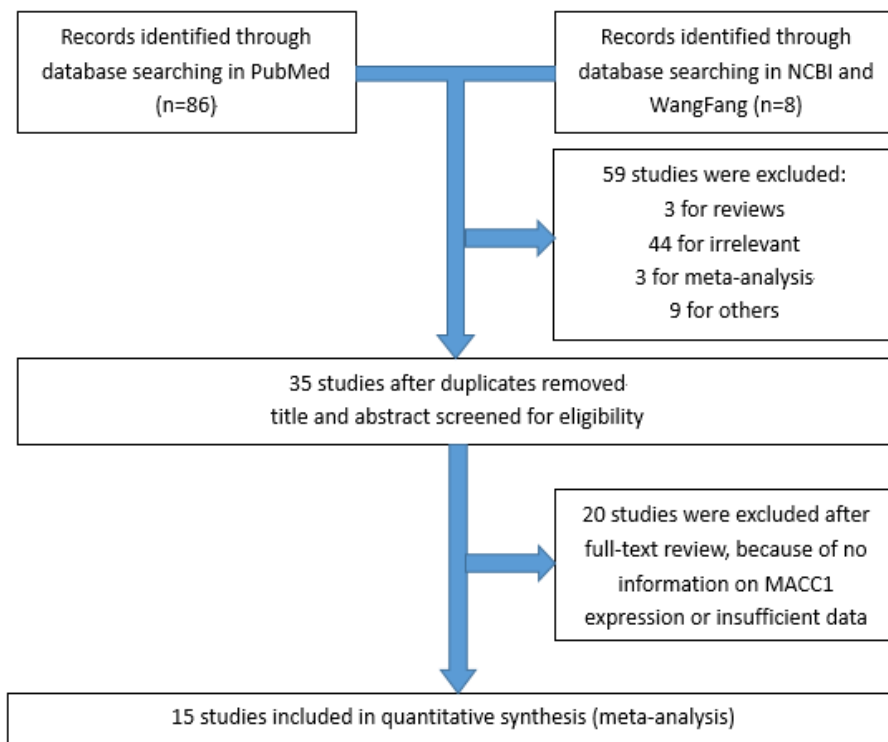 Records identified through
database searching in PubMed
(n=86)
Records identified through
database searching in NCBI and
WangFang (n=8)
59 studies were excluded:
3 for reviews
44 for irrelevant
3 for meta-analysis
9 for others
35 studies after duplicates removed
title and abstract screened for eligibility
20 studies were excluded after
full-text review, because of no
information on MACC1
expression or insufficient data
15 studies included in quantitative synthesis (meta-analysis)